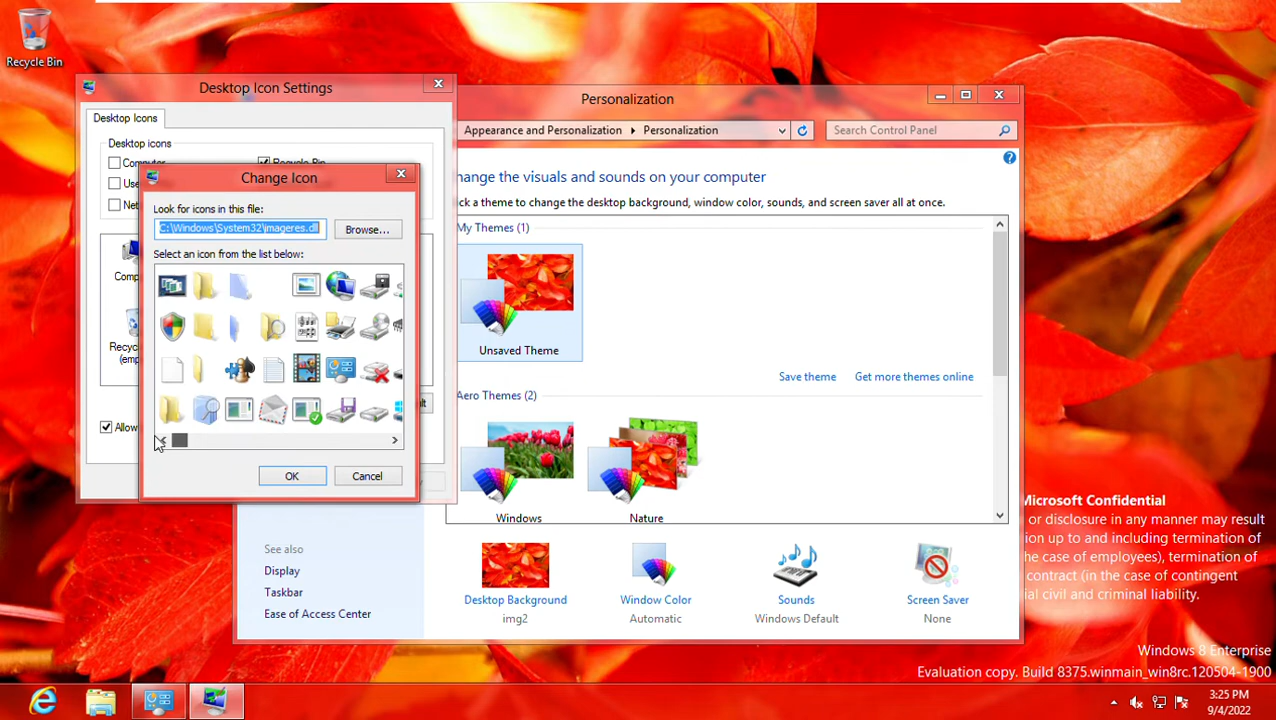 Recycle Bin
Desktop Icon Settings
Desktop Icons
Desktop icons
Computer
Recycle Bin
Change Icon
Look for icons in this file:
C:\Windows\System32\imageres.dll
Browse...
Select an icon from the list below:
Allow
OK
Cancel
Personalization
Appearance and Personalization
Personalization
Search Control Panel
hange the visuals and sounds on your computer
ick a theme to change the desktop background, window color, sounds, and screen saver all at once.
My Themes (1)
Unsaved Theme
Save theme
Get more themes online
Aero Themes (2)
Windows
Nature
See also
Display
Taskbar
Ease of Access Center
Desktop Background
img2
Window Color
Automatic
Sounds
Windows Default
Screen Saver
None
Microsoft Confidential
or disclosure in any manner may result
ion up to and including termination of
he case of employees), termination of
contract (in the case of contingent
ial civil and criminal liability.
Windows 8 Enterprise
Evaluation copy. Build 8375.winmain_win8rc.120504-1900
3:25 PM
9/4/2022